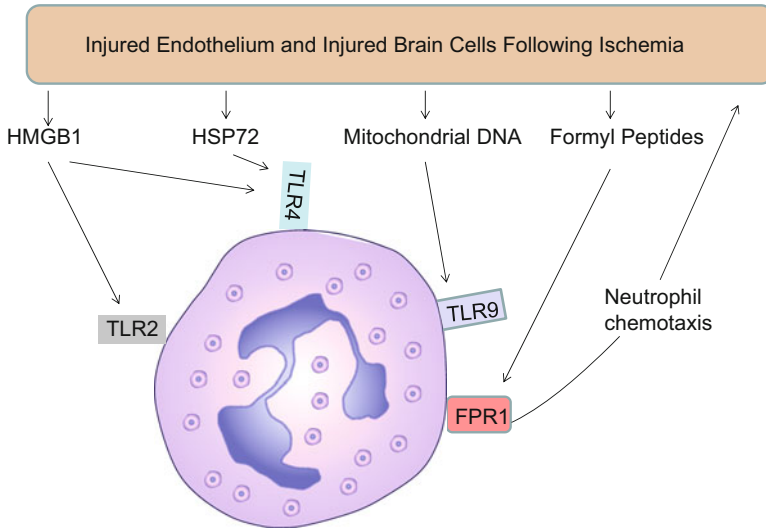 Injured Endothelium and Injured Brain Cells Following Ischemia
HMGB1
HSP72
Mitochondrial DNA
Formyl Peptides
TLR4
TLR2
TLR9
FPR1
Neutrophil
chemotaxis